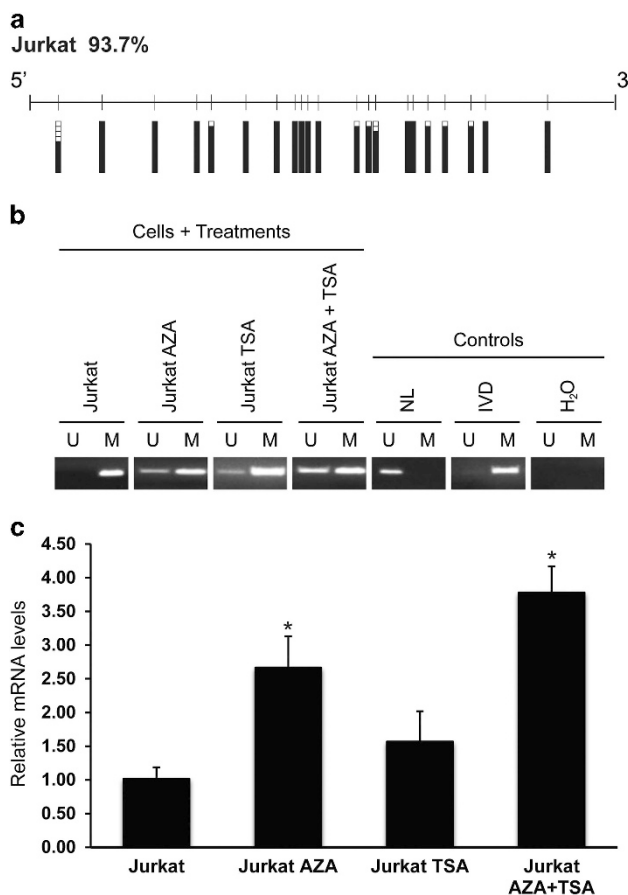 a
Jurkat 93.7%
5' 3
b
Cells + Treatments
Controls
Jurkat
Jurkat AZA
Jurkat TSA
Jurkat AZA + TSA
NL
IVD
H₂O
U M U M U M U M U M U M U M
c
Relative mRNA levels
4.50
4.00
3.50
3.00
2.50
2.00
1.50
1.00
0.50
0.00
*
*
Jurkat Jurkat AZA Jurkat TSA Jurkat
AZA+TSA